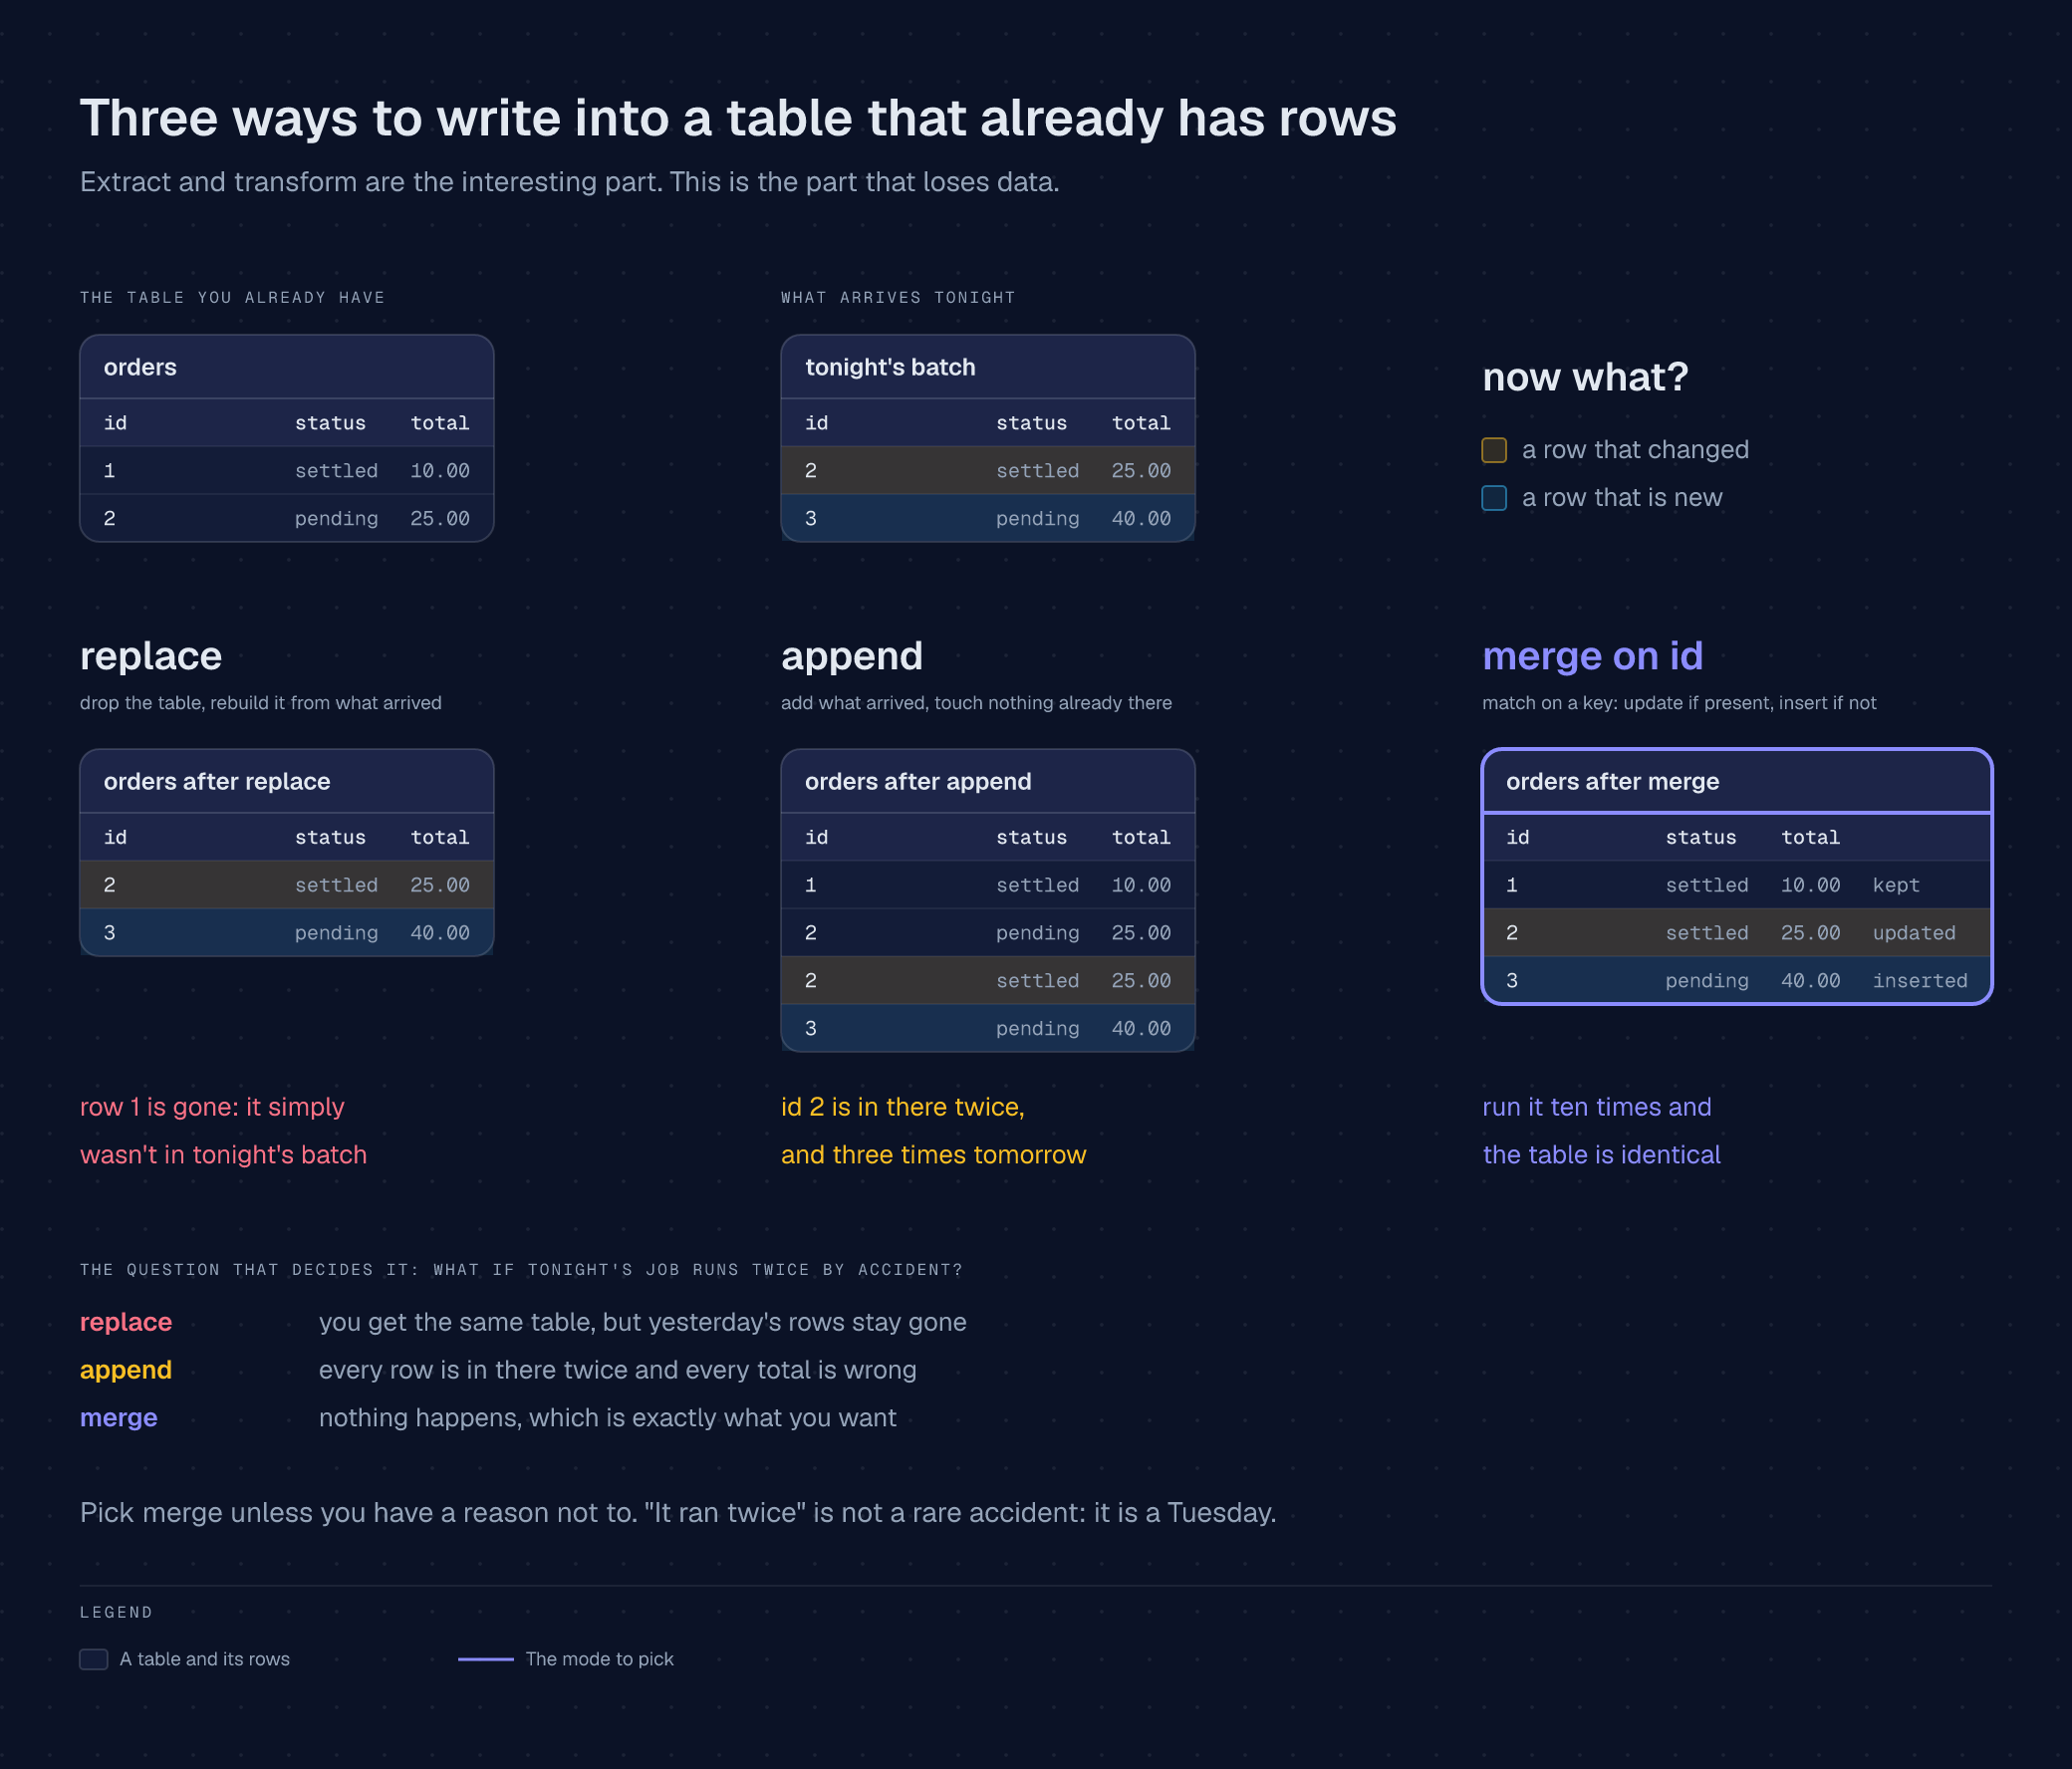 Three ways to write into a table that already has rows
Extract and transform are the interesting part. This is the part that loses data.
THE TABLE YOU ALREADY HAVE
orders
id status total
1 settled 10.00
2 pending 25.00
WHAT ARRIVES TONIGHT
tonight's batch
id status total
2 settled 25.00
3 pending 40.00
now what?
a row that changed
a row that is new
replace
drop the table, rebuild it from what arrived
orders after replace
id status total
2 settled 25.00
3 pending 40.00
row 1 is gone: it simply
wasn't in tonight's batch
append
add what arrived, touch nothing already there
orders after append
id status total
1 settled 10.00
2 pending 25.00
2 settled 25.00
3 pending 40.00
id 2 is in there twice,
and three times tomorrow
merge on id
match on a key: update if present, insert if not
orders after merge
id status total
1 settled 10.00 kept
2 settled 25.00 updated
3 pending 40.00 inserted
run it ten times and
the table is identical
THE QUESTION THAT DECIDES IT: WHAT IF TONIGHT'S JOB RUNS TWICE BY ACCIDENT?
replace you get the same table, but yesterday's rows stay gone
append every row is in there twice and every total is wrong
merge nothing happens, which is exactly what you want
Pick merge unless you have a reason not to. "It ran twice" is not a rare accident: it is a Tuesday.
LEGEND
A table and its rows
The mode to pick